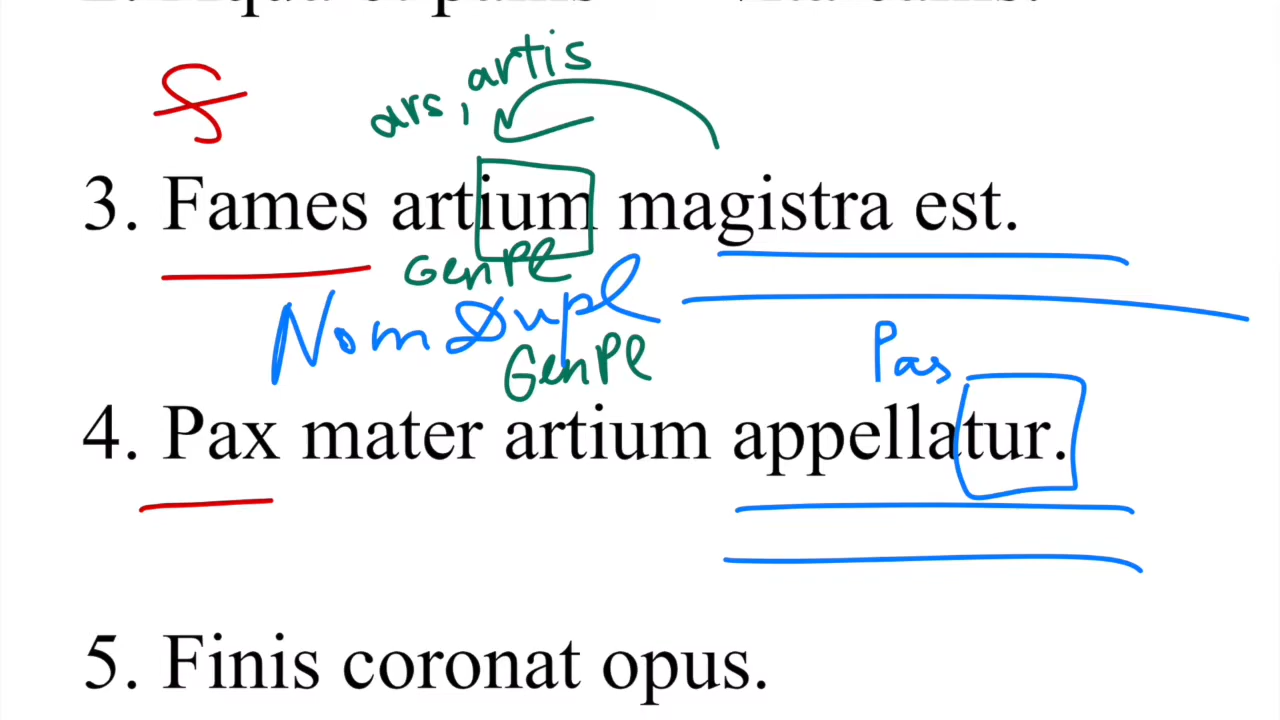 ars, artis
3. Fames artium magistra est.
GenPl
Nom Dupl
GenPl
Pas
4. Pax mater artium appellatur.
5. Finis coronat opus.